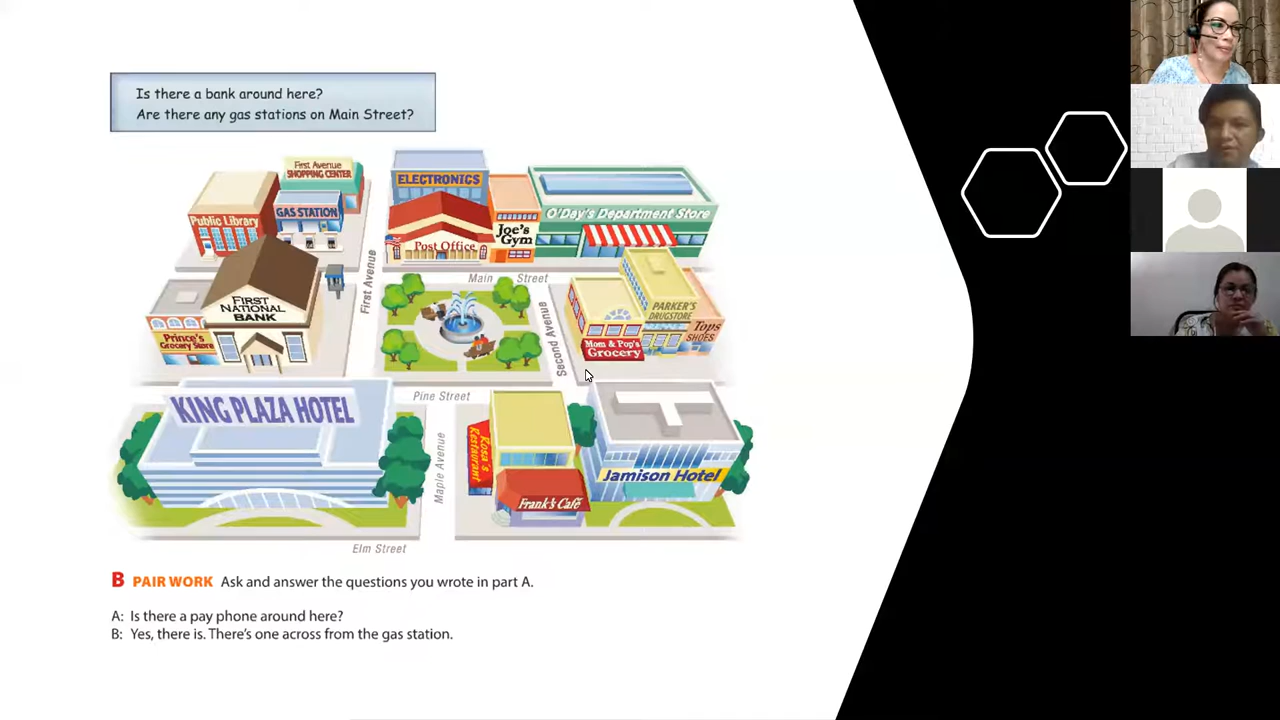 Is there a bank around here?
Are there any gas stations on Main Street?
First Avenue
SHOPPING CENTER
Public Library
GAS STATION
ELECTRONICS
Post Office
Joe's
Gym
O'Day's Department Store
Main Street
First Avenue
Second Avenue
FIRST
NATIONAL
BANK
Prince's
Grocery Store
PARKER'S
DRUGSTORE
Tops
SHOES
Mom & Pop's
Grocery
Pine Street
KING PLAZA HOTEL
Maple Avenue
Rosa's
Restaurant
Frank's Café
Jamison Hotel
Elm Street
B PAIR WORK Ask and answer the questions you wrote in part A.
A: Is there a pay phone around here?
B: Yes, there is. There's one across from the gas station.